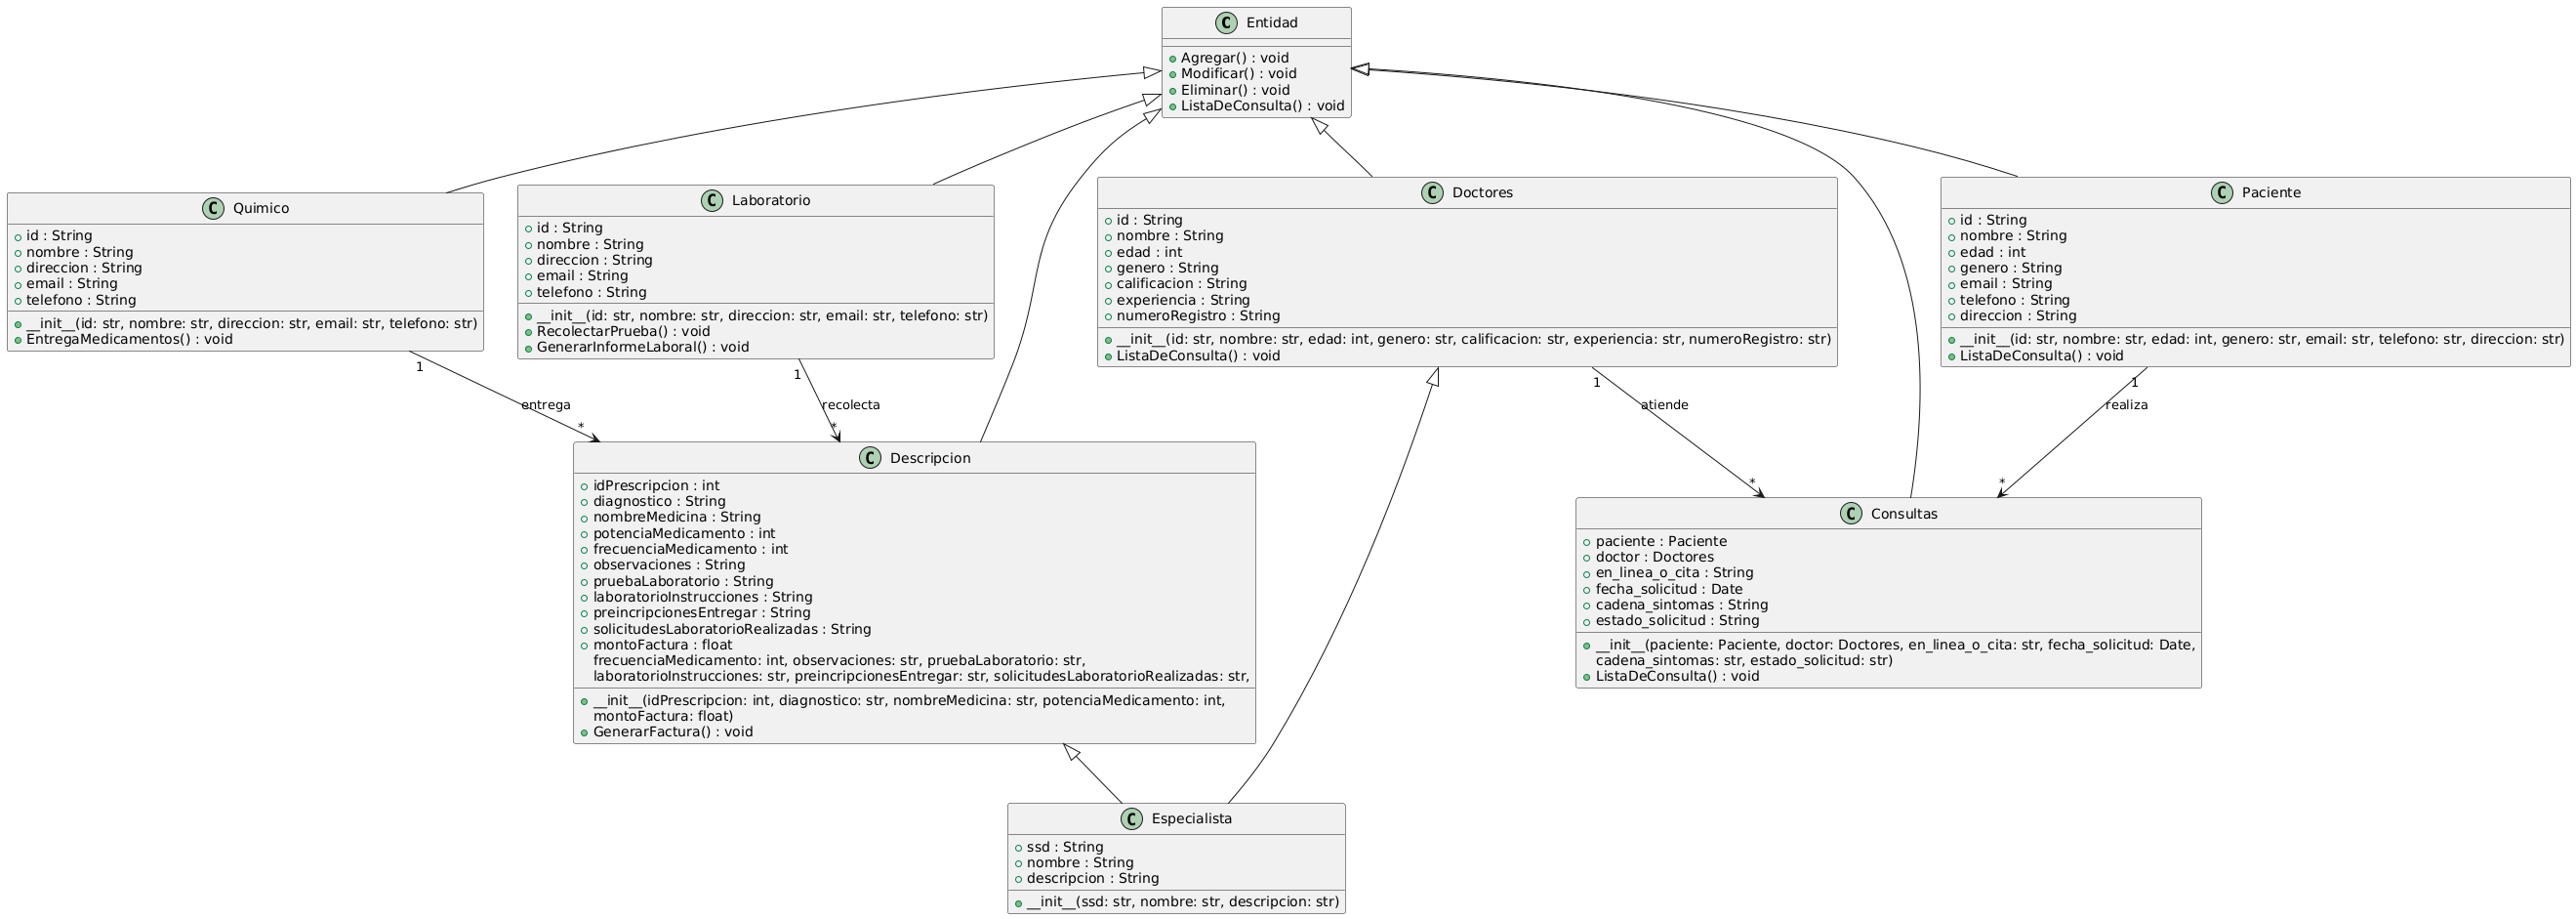 Entidad
Agregar() : void
Modificar() : void
Eliminar() : void
ListaDeConsulta() : void
Quimico
id : String
nombre : String
direccion : String
email : String
telefono : String
__init__(id: str, nombre: str, direccion: str, email: str, telefono: str)
EntregaMedicamentos() : void
Laboratorio
id : String
nombre : String
direccion : String
email : String
telefono : String
__init__(id: str, nombre: str, direccion: str, email: str, telefono: str)
RecolectarPrueba() : void
GenerarInformeLaboral() : void
Doctores
id : String
nombre : String
edad : int
genero : String
calificacion : String
experiencia : String
numeroRegistro : String
__init__(id: str, nombre: str, edad: int, genero: str, calificacion: str, experiencia: str, numeroRegistro: str)
ListaDeConsulta() : void
Paciente
id : String
nombre : String
edad : int
genero : String
email : String
telefono : String
direccion : String
__init__(id: str, nombre: str, edad: int, genero: str, email: str, telefono: str, direccion: str)
ListaDeConsulta() : void
1
entrega
*
1
recolecta
*
1
atiende
*
1
realiza
*
Descripcion
idPrescripcion : int
diagnostico : String
nombreMedicina : String
potenciaMedicamento : int
frecuenciaMedicamento : int
observaciones : String
pruebaLaboratorio : String
laboratorioInstrucciones : String
preincripcionesEntregar : String
solicitudesLaboratorioRealizadas : String
montoFactura : float
frecuenciaMedicamento: int, observaciones: str, pruebaLaboratorio: str,
laboratorioInstrucciones: str, preincripcionesEntregar: str, solicitudesLaboratorioRealizadas: str,
__init__(idPrescripcion: int, diagnostico: str, nombreMedicina: str, potenciaMedicamento: int,
montoFactura: float)
GenerarFactura() : void
Consultas
paciente : Paciente
doctor : Doctores
en_linea_o_cita : String
fecha_solicitud : Date
cadena_sintomas : String
estado_solicitud : String
__init__(paciente: Paciente, doctor: Doctores, en_linea_o_cita: str, fecha_solicitud: Date,
cadena_sintomas: str, estado_solicitud: str)
ListaDeConsulta() : void
Especialista
ssd : String
nombre : String
descripcion : String
__init__(ssd: str, nombre: str, descripcion: str)